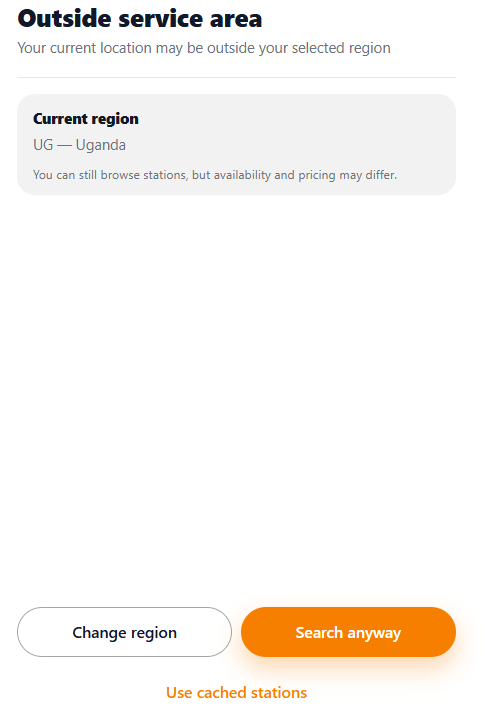 Outside service area
Your current location may be outside your selected region
Current region
UG — Uganda
You can still browse stations, but availability and pricing may differ.
Change region
Search anyway
Use cached stations